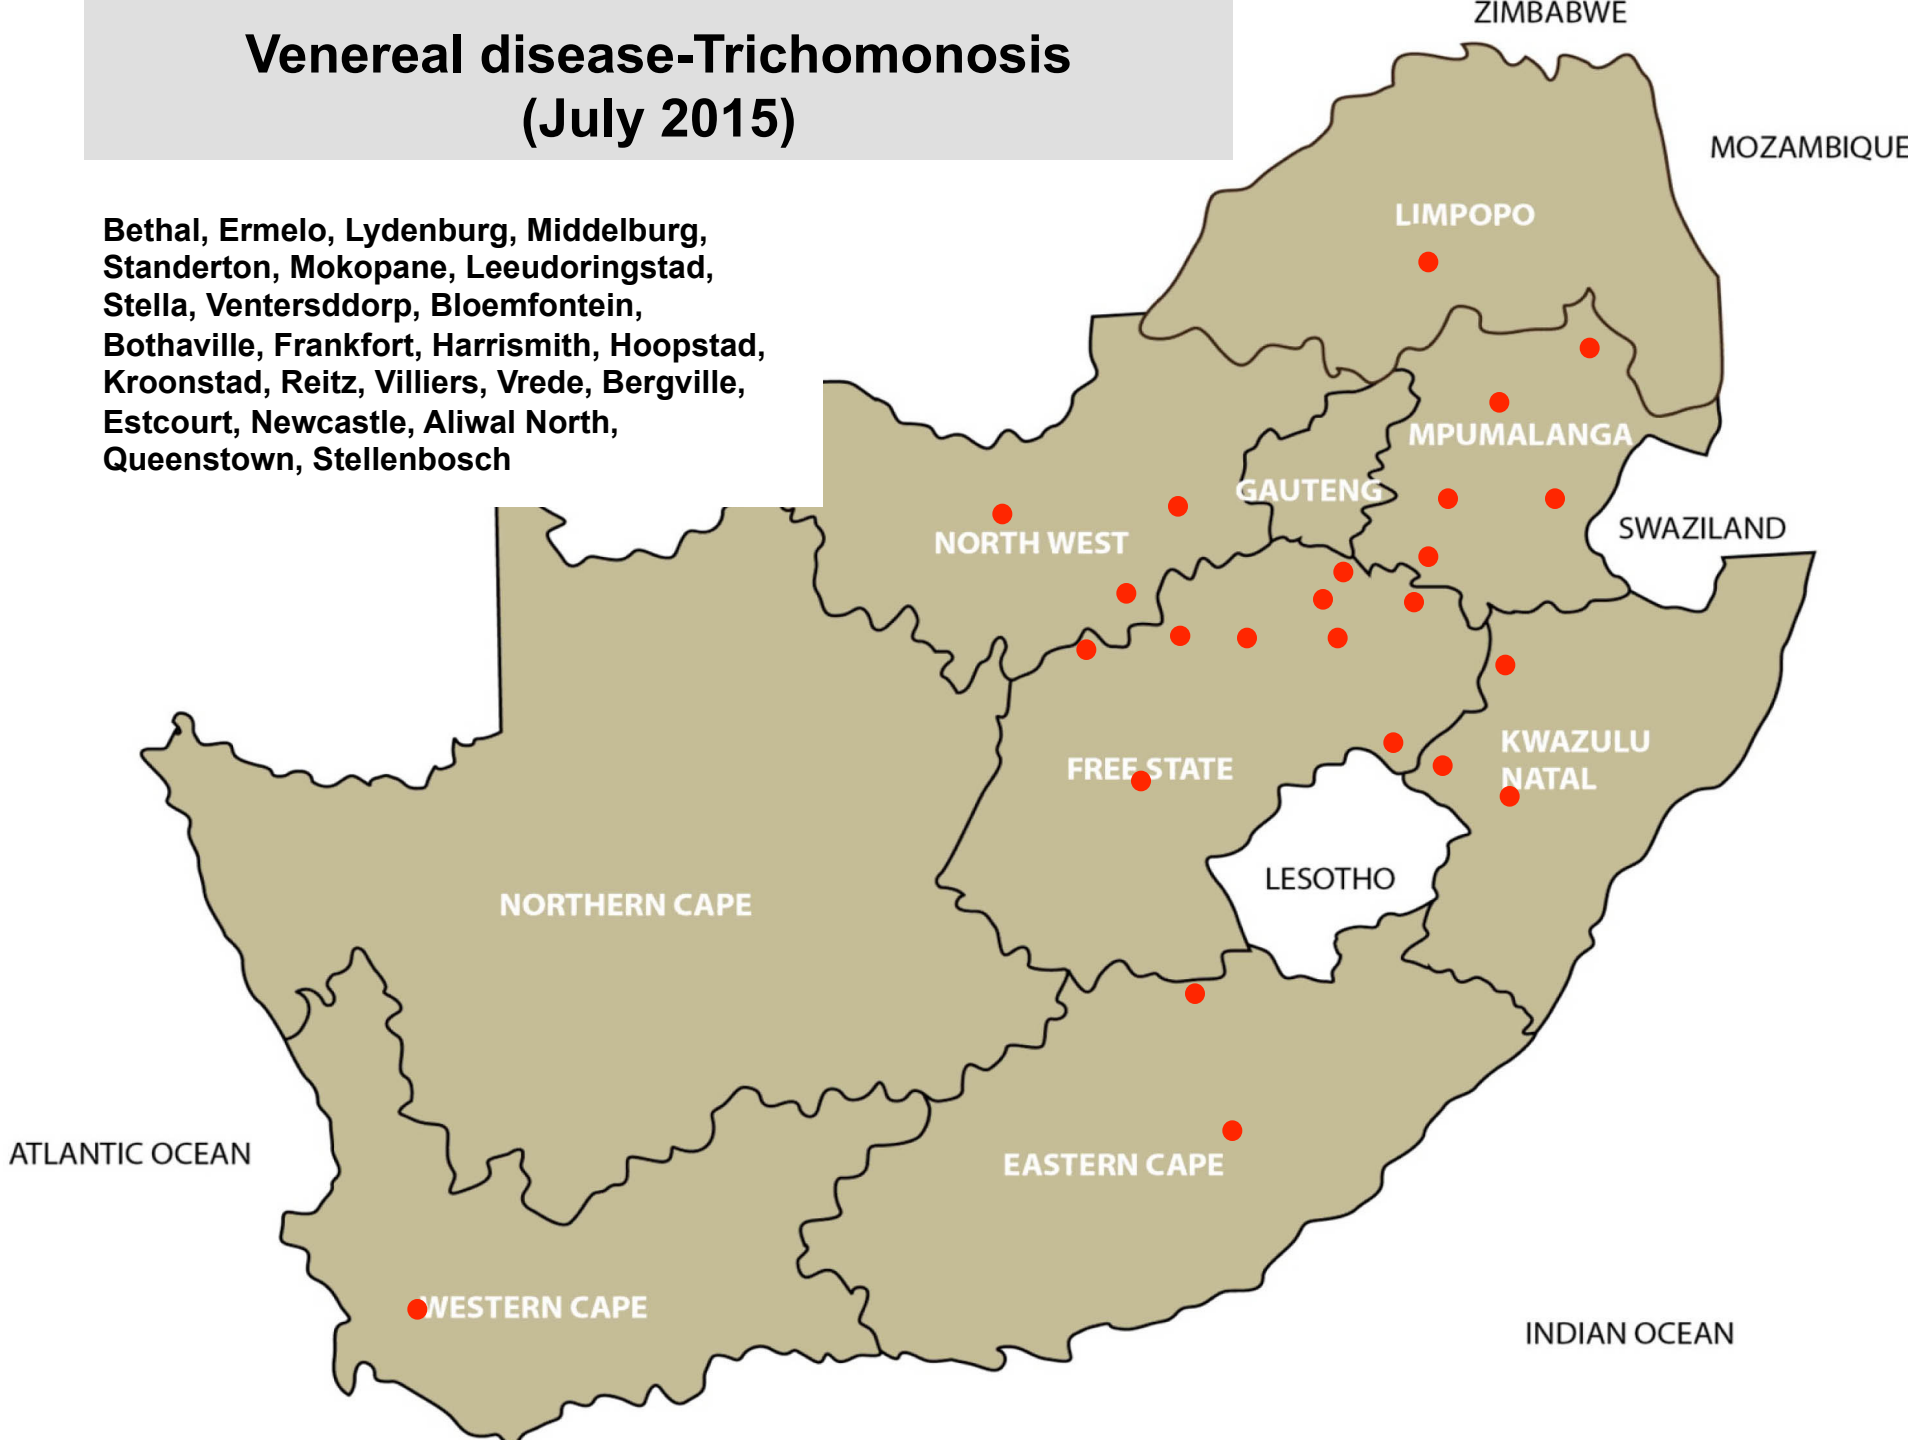 Venereal disease-Trichomonosis
(July 2015)
Bethal, Ermelo, Lydenburg, Middelburg,
Standerton, Mokopane, Leeudoringstad,
Stella, Ventersddorp, Bloemfontein,
Bothaville, Frankfort, Harrismith, Hoopstad,
Kroonstad, Reitz, Villiers, Vrede, Bergville,
Estcourt, Newcastle, Aliwal North,
Queenstown, Stellenbosch
ZIMBABWE
MOZAMBIQUE
LIMPOPO
MPUMALANGA
GAUTENG
SWAZILAND
NORTH WEST
KWAZULU
NATAL
FREE STATE
LESOTHO
NORTHERN CAPE
ATLANTIC OCEAN
EASTERN CAPE
WESTERN CAPE
INDIAN OCEAN